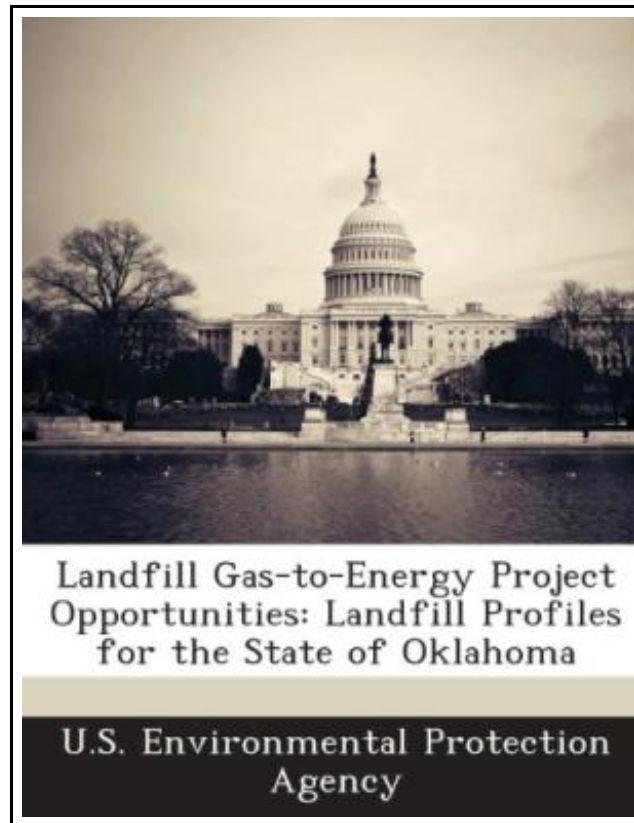 Landfill Gas-to-Energy Project
Opportunities: Landfill Profiles
for the State of Oklahoma
U.S. Environmental Protection
Agency